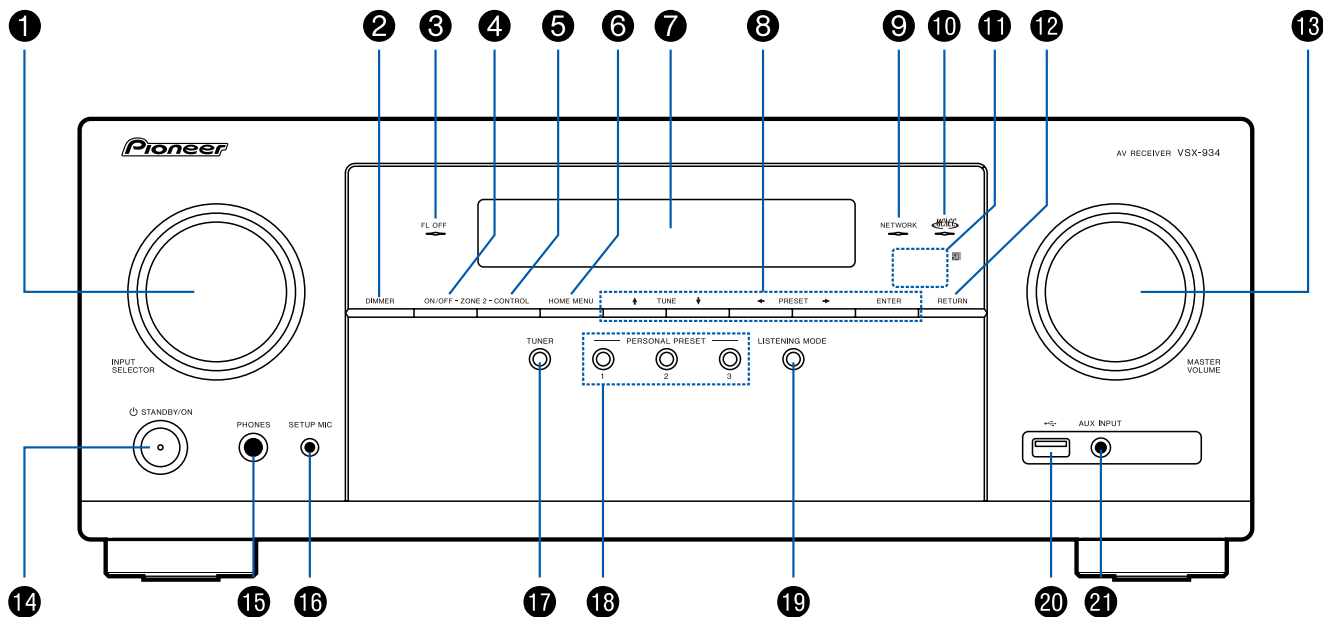 1 2 3 4 5 6 7 8 9 10 11 12 13
Pioneer
AV RECEIVER VSX-934
FL OFF
NETWORK
MCACC
DIMMER ON/OFF - ZONE 2 - CONTROL HOME MENU TUNE PRESET ENTER RETURN
TUNER
PERSONAL PRESET
LISTENING MODE
1 2 3
INPUT
SELECTOR
MASTER
VOLUME
STANDBY/ON
PHONES
SETUP MIC
AUX INPUT
14 15 16 17 18 19 20 21